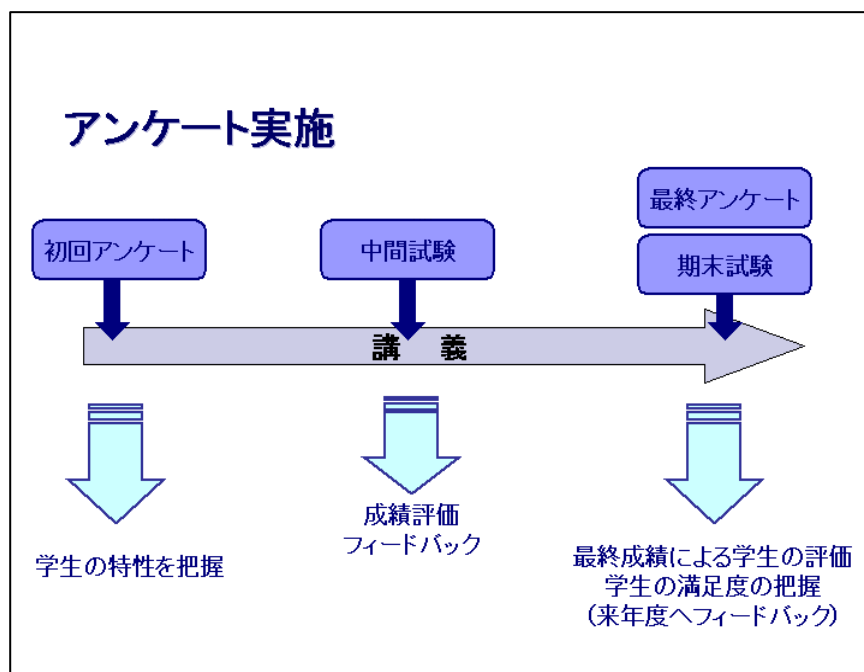 アンケート実施
初回アンケート
中間試験
最終アンケート
期末試験
講　義
学生の特性を把握
成績評価
フィードバック
最終成績による学生の評価
学生の満足度の把握
(来年度へフィードバック)